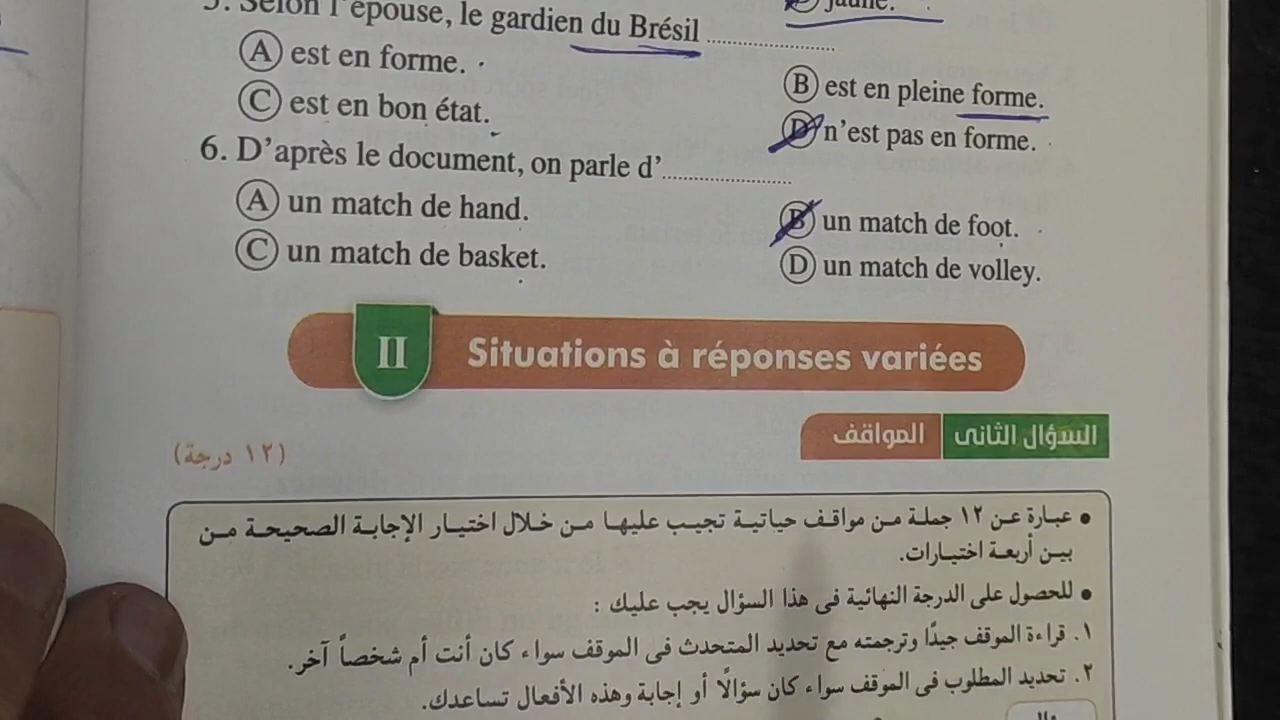 jaune.
5. Selon l'épouse, le gardien du Brésil ..............
A est en forme.
B est en pleine forme.
C est en bon état.
D n'est pas en forme.
6. D'après le document, on parle d'..............
A un match de hand.
B un match de foot.
C un match de basket.
D un match de volley.
II Situations à réponses variées
السؤال الثانى المواقف
(١٢ درجة)
• عبارة عن ١٢ جملة من مواقف حياتية تجيب عليها من خلال اختيار الإجابة الصحيحة من
بين أربعة اختيارات.
• للحصول على الدرجة النهائية فى هذا السؤال يجب عليك :
١. قراءة الموقف جيدًا وترجمته مع تحديد المتحدث فى الموقف سواء كان أنت أم شخصاً آخر.
٢. تحديد المطلوب فى الموقف سواء كان سؤالًا أو إجابة وهذه الأفعال تساعدك.